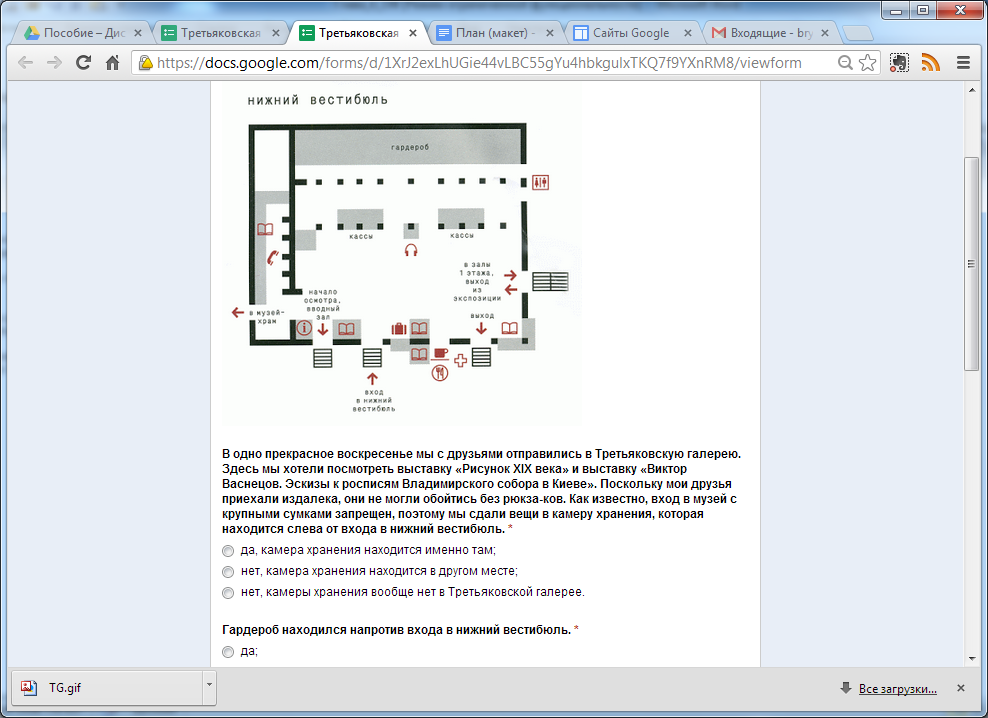 Пособие – Дис
Третьяковская
Третьяковская
План (макет) -
Сайты Google
Входящие - bry
https://docs.google.com/forms/d/1XrJ2exLhUGie44vLBC55gYu4hbkgulxTKQ7f9YXnRM8/viewform
нижний вестибюль
гардероб
кассы
кассы
в залы
1 этажа,
выход
из
экспозиции
начало
осмотра,
вводный
зал
в музей-
храм
выход
вход
в нижний
вестибюль
В одно прекрасное воскресенье мы с друзьями отправились в Третьяковскую галерею.
Здесь мы хотели посмотреть выставку «Рисунок XIX века» и выставку «Виктор
Васнецов. Эскизы к росписям Владимирского собора в Киеве». Поскольку мои друзья
приехали издалека, они не могли обойтись без рюкза-ков. Как известно, вход в музей с
крупными сумками запрещен, поэтому мы сдали вещи в камеру хранения, которая
находится слева от входа в нижний вестибюль. *
да, камера хранения находится именно там;
нет, камера хранения находится в другом месте;
нет, камеры хранения вообще нет в Третьяковской галерее.
Гардероб находился напротив входа в нижний вестибюль. *
да;
TG.gif
Все загрузки...